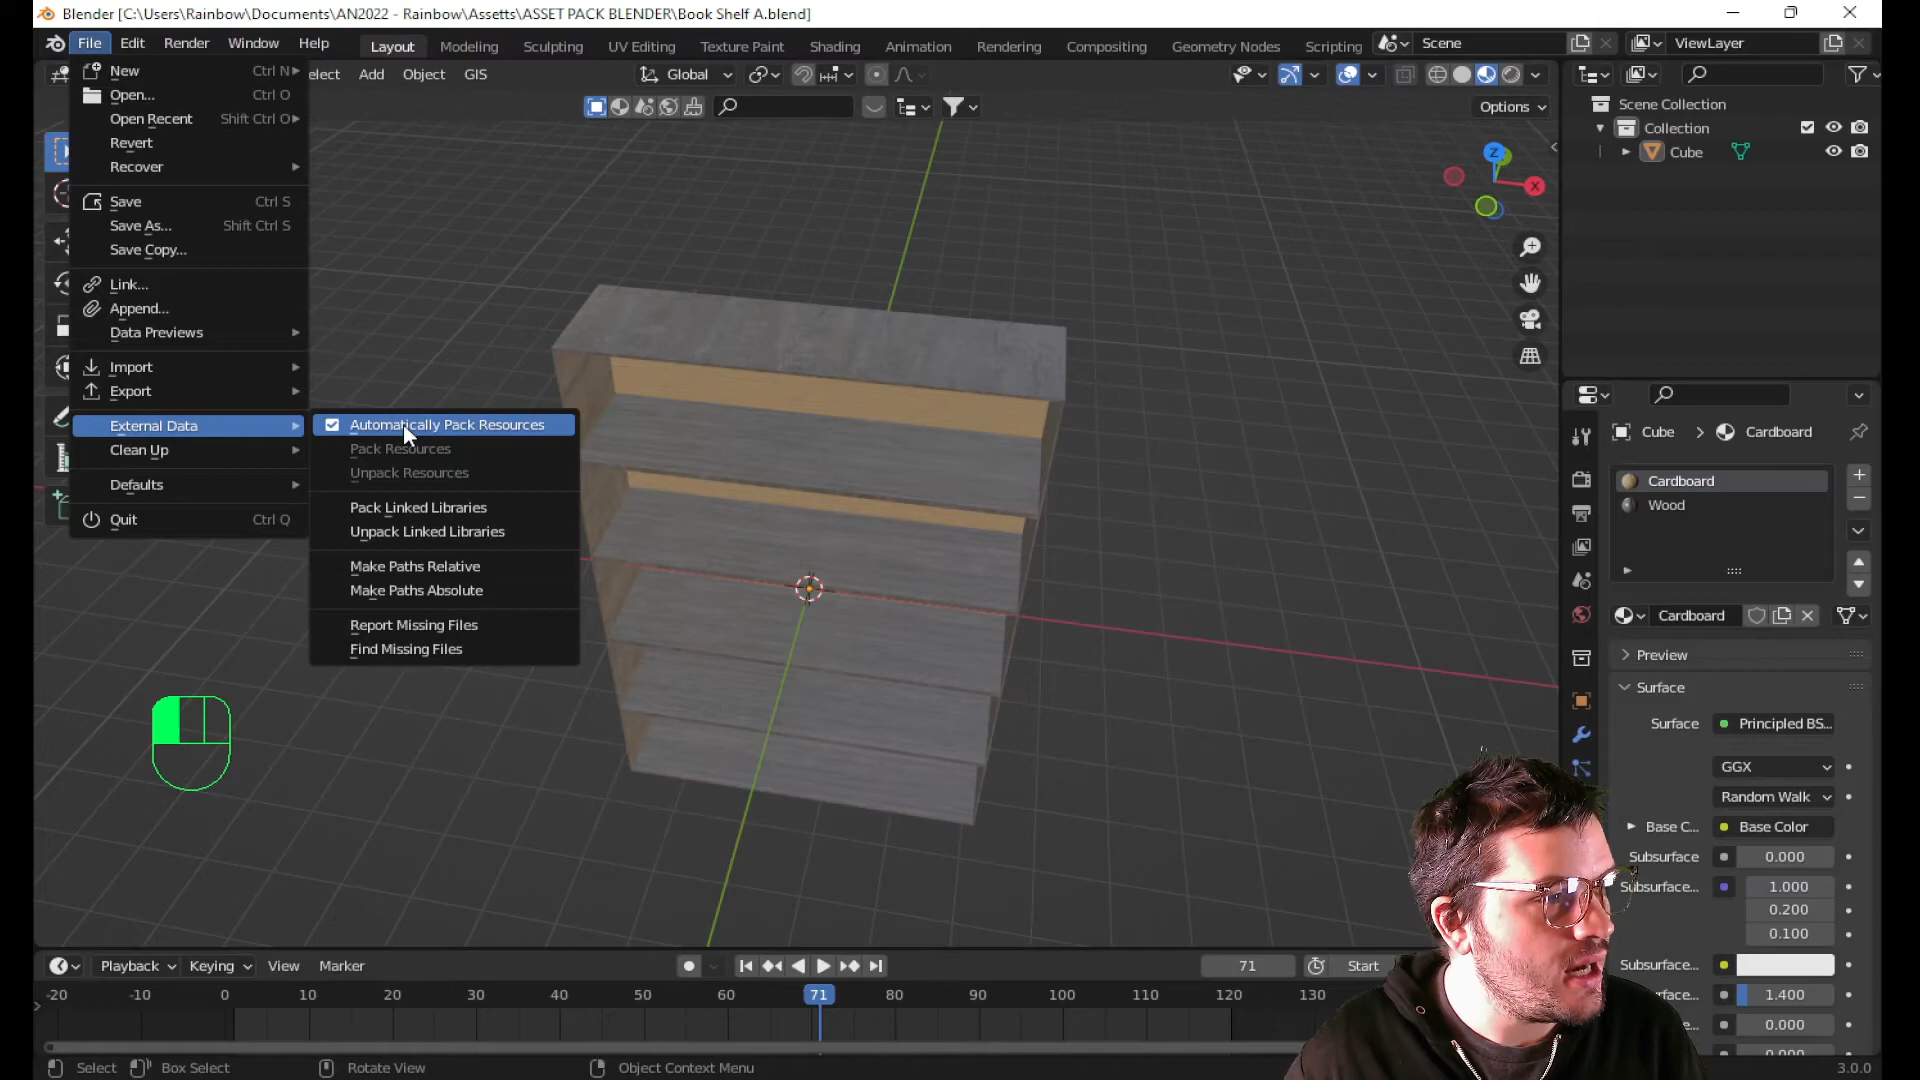 Blender [C:\Users\Rainbow\Documents\AN2022 - Rainbow\Assetts\ASSET PACK BLENDER\Book Shelf A.blend]
File Edit Render Window Help Layout Modeling Sculpting UV Editing Texture Paint Shading Animation Rendering Compositing Geometry Nodes Scripting Scene ViewLayer
elect Add Object GIS Global
Options
New Ctrl N
Open... Ctrl O
Open Recent Shift Ctrl O
Revert
Recover
Save Ctrl S
Save As... Shift Ctrl S
Save Copy...
Link...
Append...
Data Previews
Import
Export
External Data
Clean Up
Defaults
Quit Ctrl Q
Automatically Pack Resources
Pack Resources
Unpack Resources
Pack Linked Libraries
Unpack Linked Libraries
Make Paths Relative
Make Paths Absolute
Report Missing Files
Find Missing Files
Z
X
Scene Collection
Collection
Cube
Cube > Cardboard
Cardboard
Wood
Cardboard
Preview
Surface
Surface Principled BS...
GGX
Random Walk
Base C... Base Color
Subsurface 0.000
Subsurface... 1.000
0.200
0.100
Subsurface...
rface... 1.400
0.000
Playback Keying View Marker 71 Start
-20 -10 0 10 20 30 40 50 60 71 80 90 100 110 120 130
Select Box Select Rotate View Object Context Menu 3.0.0